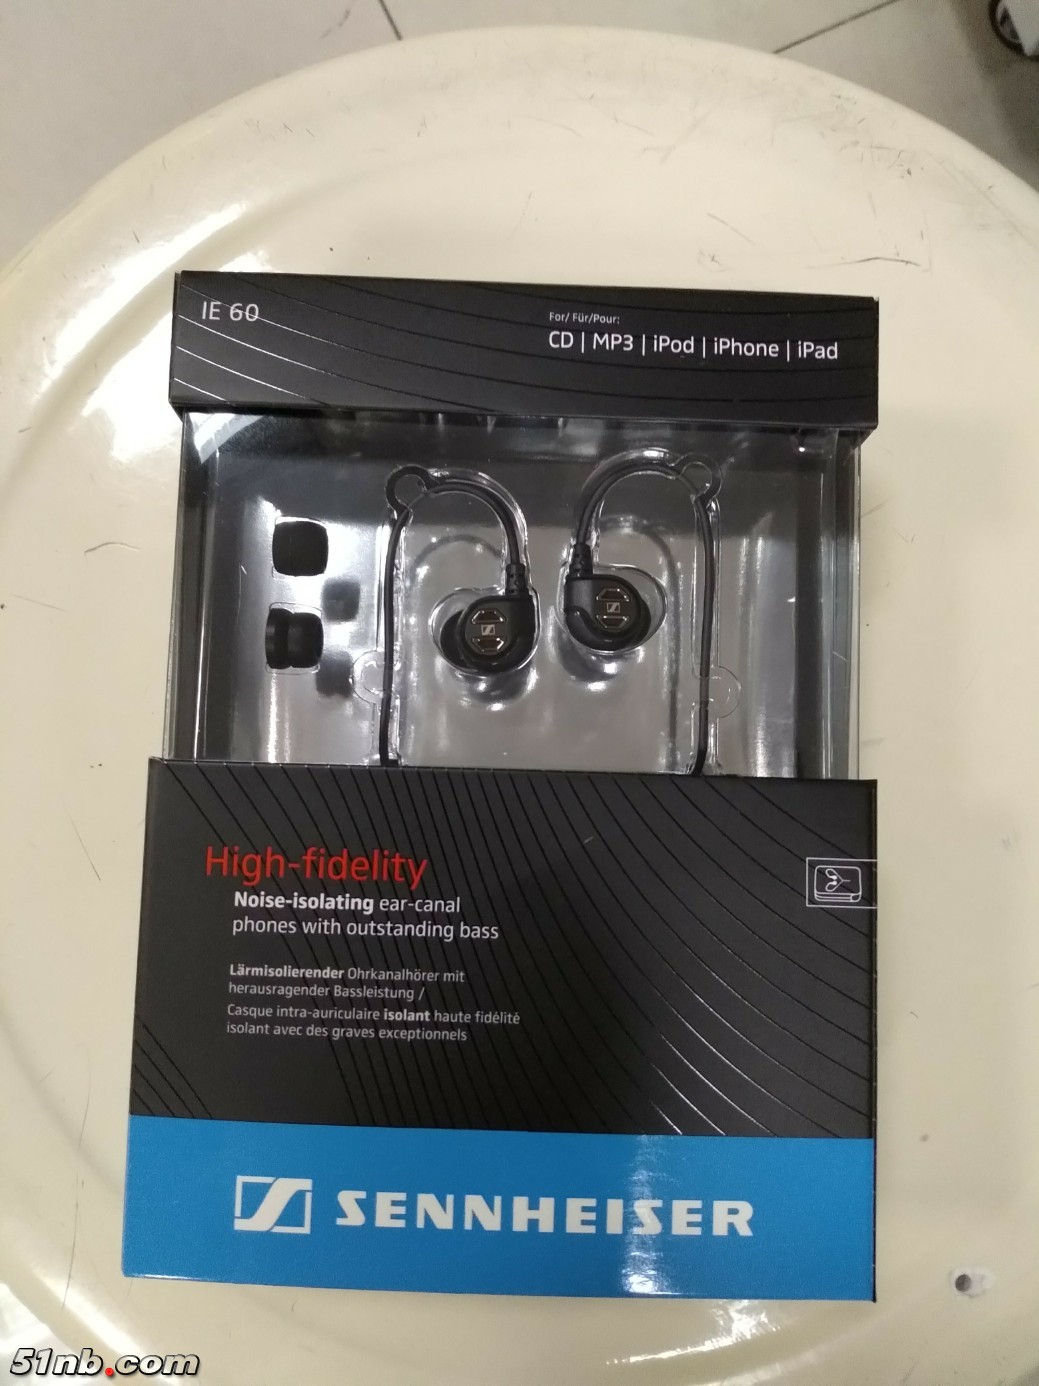 IE 60
For/ Für/Pour:
CD | MP3 | iPod | iPhone | iPad
High-fidelity
Noise-isolating ear-canal
phones with outstanding bass
Lärmisolierender Ohrkanalhörer mit
herausragender Bassleistung /
Casque intra-auriculaire isolant haute fidélité
isolant avec des graves exceptionnels
SENNHEISER
51nb.com